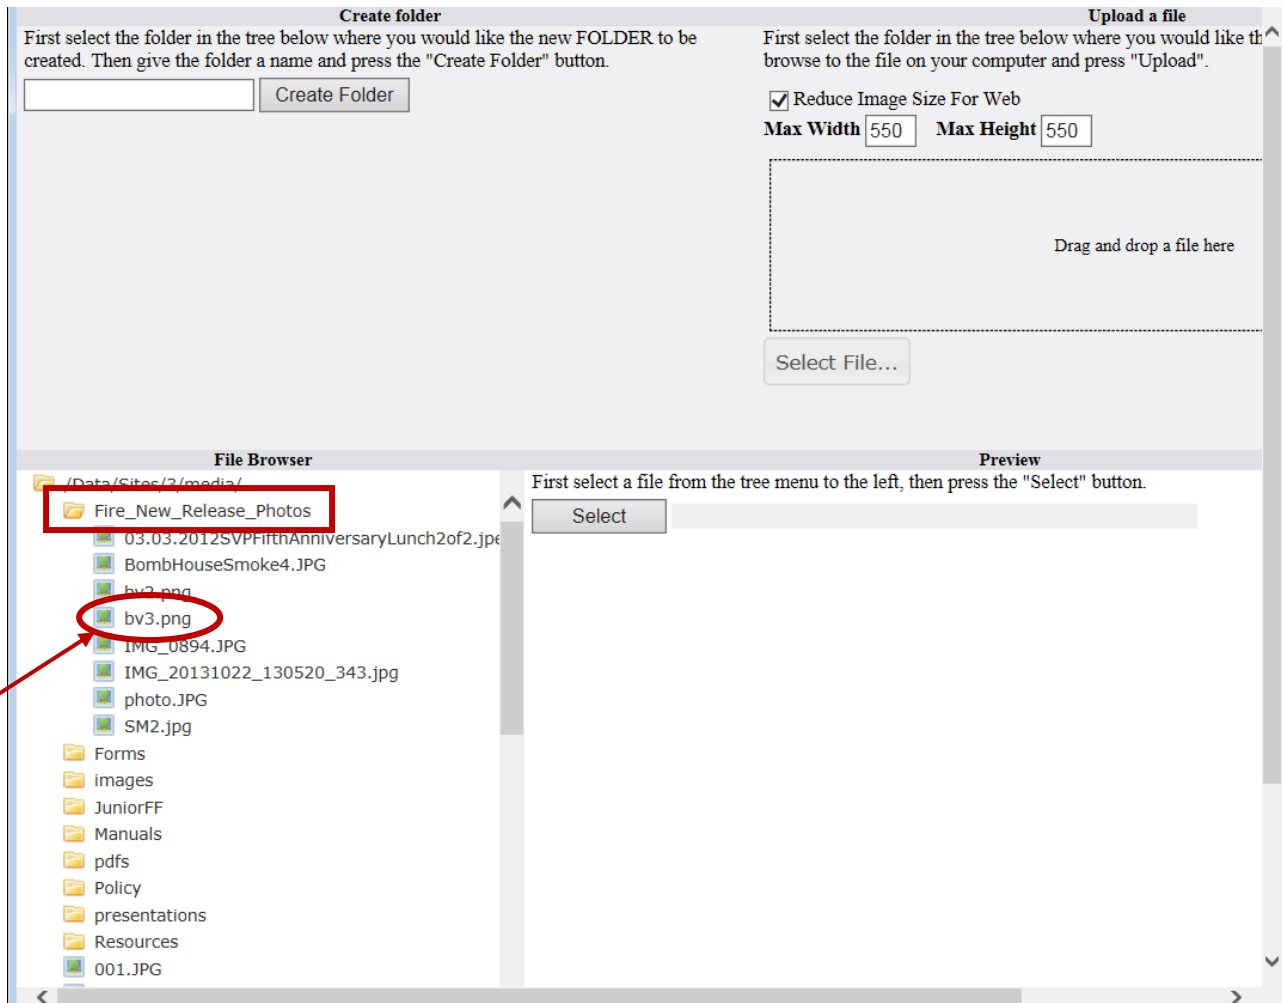 Create folder
First select the folder in the tree below where you would like the new FOLDER to be
created. Then give the folder a name and press the "Create Folder" button.
Create Folder
Upload a file
First select the folder in the tree below where you would like th
browse to the file on your computer and press "Upload".
Reduce Image Size For Web
Max Width 550 Max Height 550
Drag and drop a file here
Select File...
File Browser
/Data/Sites/3/media/
Fire_New_Release_Photos
03.03.2012SVPFifthAnniversaryLunch2of2.jpe
BombHouseSmoke4.JPG
bv2.png
bv3.png
IMG_0894.JPG
IMG_20131022_130520_343.jpg
photo.JPG
SM2.jpg
Forms
images
JuniorFF
Manuals
pdfs
Policy
presentations
Resources
001.JPG
Preview
First select a file from the tree menu to the left, then press the "Select" button.
Select